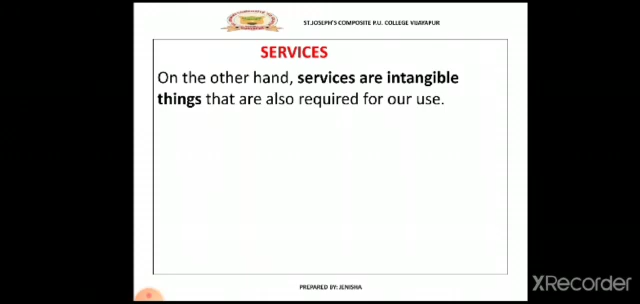 ST.JOSEPH'S COMPOSITE P.U. COLLEGE VIJAYAPUR
SERVICES
On the other hand, services are intangible
things that are also required for our use.
PREPARED BY: JENISHA
XRecorder